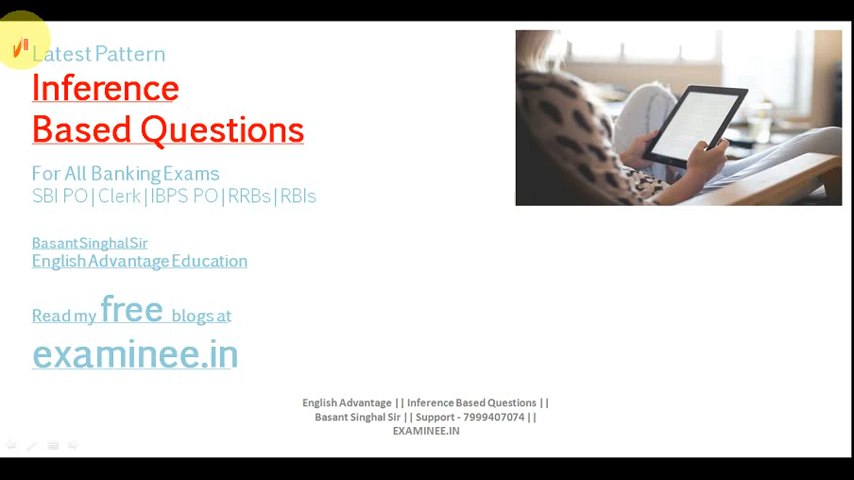 Latest Pattern
Inference
Based Questions
For All Banking Exams
SBI PO|Clerk|IBPS PO|RRBs|RBIs
Basant Singhal Sir
English Advantage Education
Read my free blogs at
examinee.in
English Advantage || Inference Based Questions ||
Basant Singhal Sir || Support - 7999407074 ||
EXAMINEE.IN